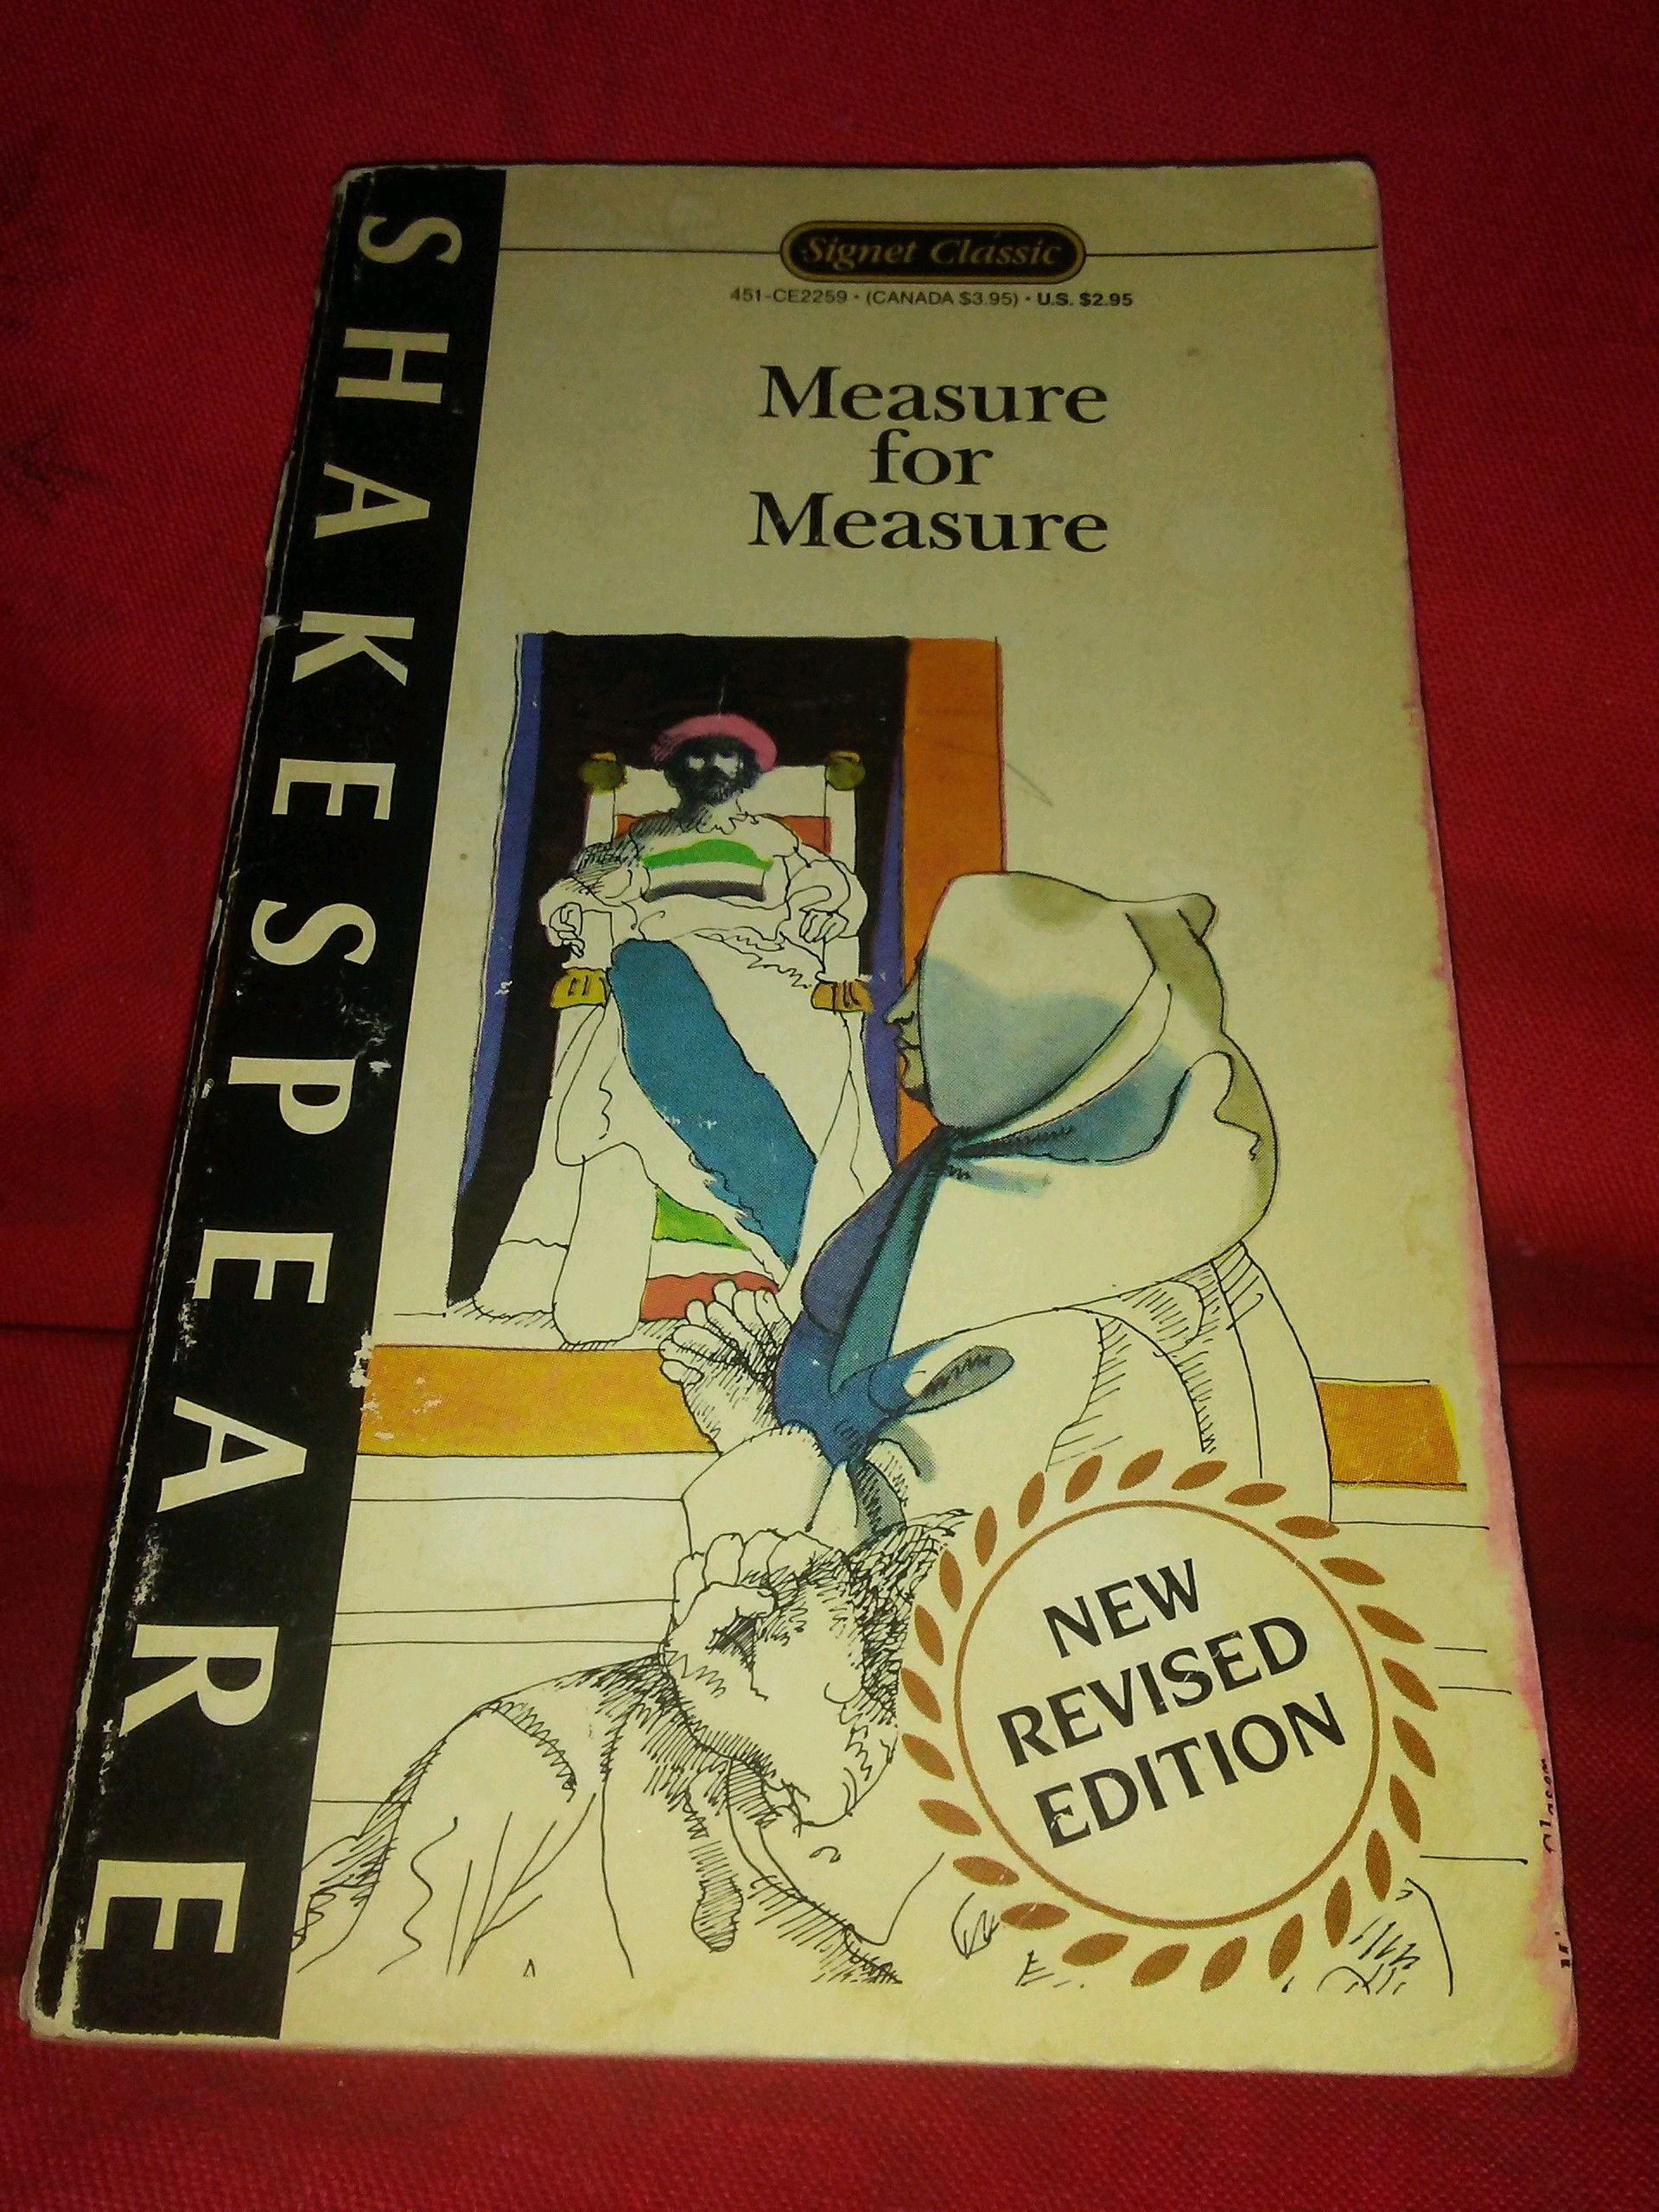 SHAKESPEARE
Signet Classic
451-CE2259 • (CANADA $3.95) • U.S. $2.95
Measure
for
Measure
NEW
REVISED
EDITION